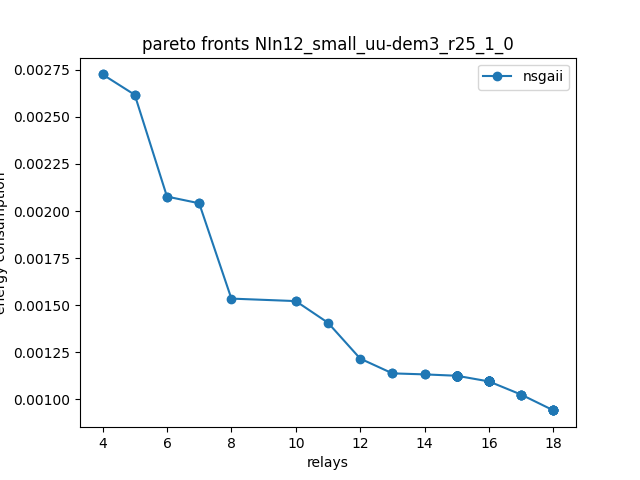 pareto fronts NIn12_small_uu-dem3_r25_1_0
nsgaii
0.00275
0.00250
0.00225
0.00200
0.00175
0.00150
0.00125
0.00100
energy consumption
4 6 8 10 12 14 16 18
relays